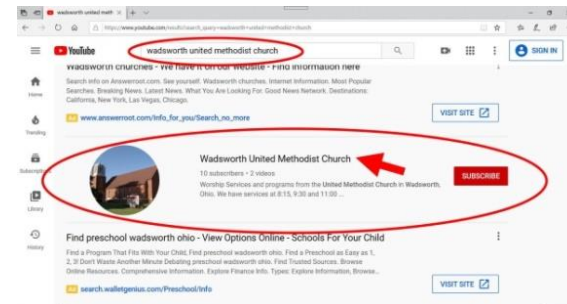 wadsworth united meth
https://www.youtube.com/results?search_query=wadsworth+united+methodist+church
YouTube
wadsworth united methodist church
SIGN IN
Wadsworth churches - We have it on our website - Find information here
Search info on Answerroot.com. See yourself. Wadsworth churches, Internet Information. Most Popular
Searches. Breaking News. Latest News. What You Are Looking For. Good News Network. Destinations:
California, New York, Las Vegas, Chicago.
Ad www.answerroot.com/Info_for_you/Search_no_more
VISIT SITE
Home
Trending
Subscriptions
Library
History
Wadsworth United Methodist Church
10 subscribers • 2 videos
Worship Services and programs from the United Methodist Church in Wadsworth,
Ohio. We have services at 8:15, 9:30 and 11:00 ...
SUBSCRIBE
Find preschool wadsworth ohio - View Options Online - Schools For Your Child
Find a Program That Fits With Your Child, Find preschool wadsworth ohio. Find a Preschool as Easy as 1,
2, 3! Don't Waste Another Minute Debating preschool wadsworth ohio. Find Trusted Sources. Browse
Online Resources. Comprehensive Information. Explore Finance Info. Types: Explore Information, Browse...
Ad search.walletgenius.com/Preschool/Info
VISIT SITE